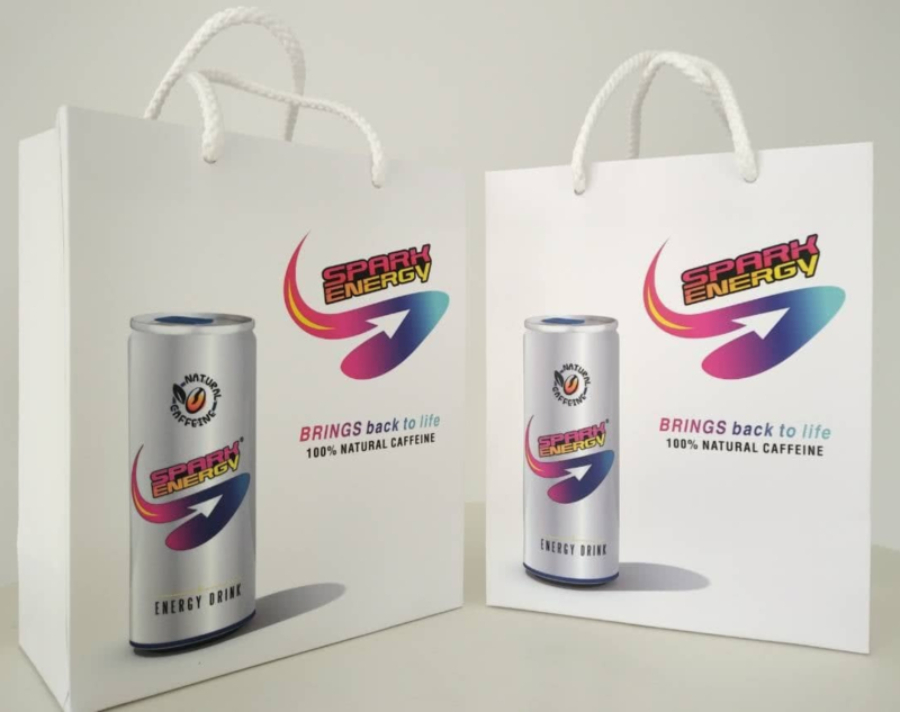 SPARK
ENERGY
BRINGS back to life
100% NATURAL CAFFEINE
NATURAL
CAFFEINE
SPARK®
ENERGY
ENERGY DRINK
SPARK
ENERGY
BRINGS back to life
100% NATURAL CAFFEINE
NATURAL
CAFFEINE
SPARK
ENERGY
ENERGY DRINK